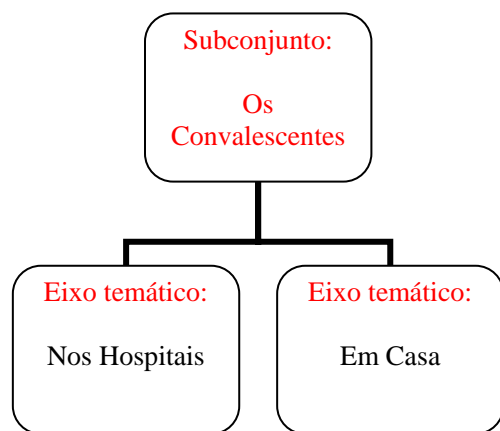 Subconjunto:
Os
Convalescentes
Eixo temático:
Nos Hospitais
Eixo temático:
Em Casa